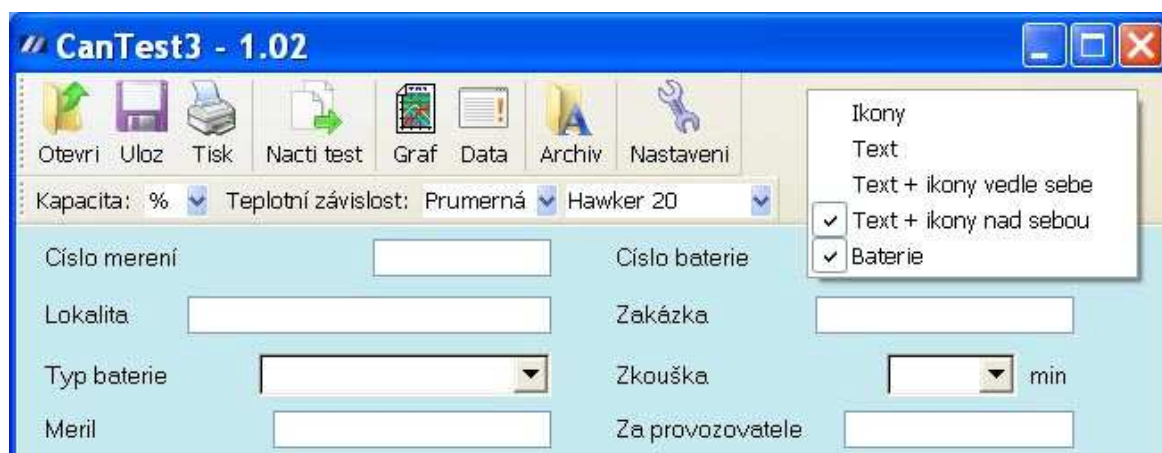 CanTest3 - 1.02
Otevri Uloz Tisk Nacti test Graf Data Archiv Nastaveni
Kapacita: % Teplotní závislost: Prumerná Hawker 20
Ikony
Text
Text + ikony vedle sebe
Text + ikony nad sebou
Baterie
Císlo merení Císlo baterie
Lokalita Zakázka
Typ baterie Zkouška min
Meril Za provozovatele